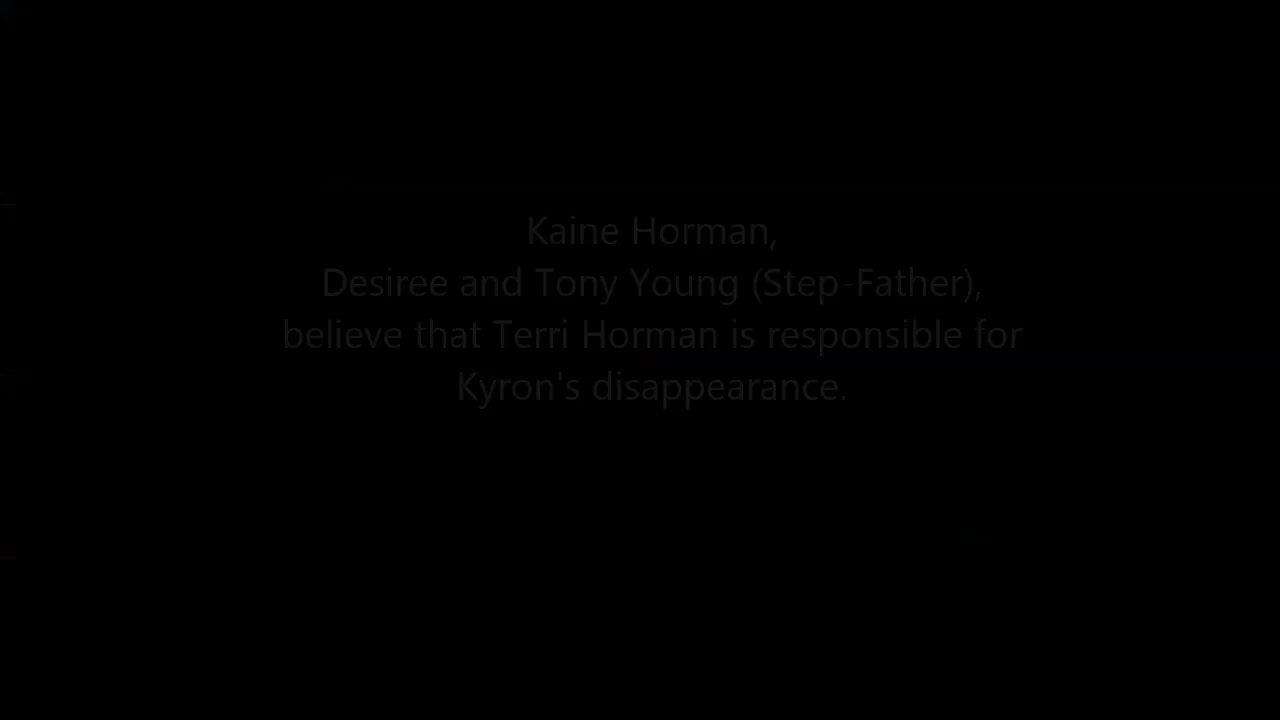 Kaine Horman,
Desiree and Tony Young (Step-Father),
believe that Terri Horman is responsible for
Kyron's disappearance.